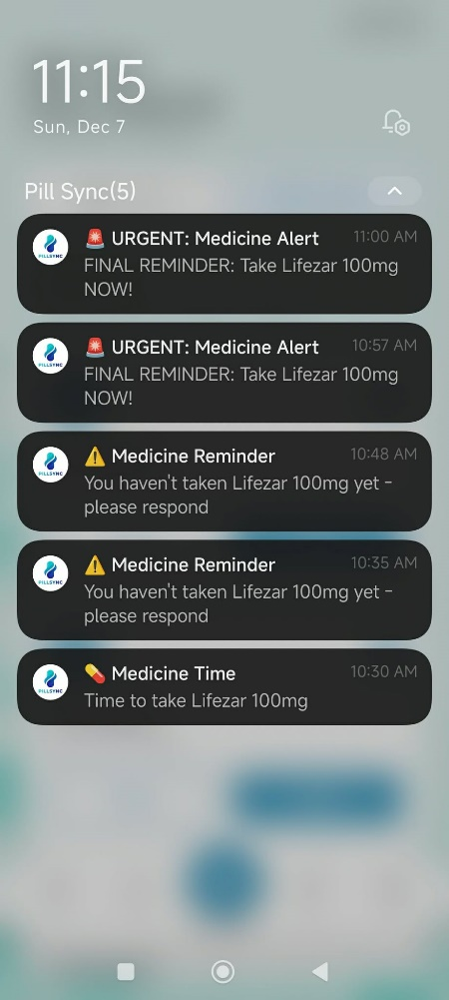 11:15
Sun, Dec 7
Pill Sync(5)
🚨 URGENT: Medicine Alert 11:00 AM
FINAL REMINDER: Take Lifezar 100mg
NOW!
PILLSYNC
🚨 URGENT: Medicine Alert 10:57 AM
FINAL REMINDER: Take Lifezar 100mg
NOW!
PILLSYNC
⚠️ Medicine Reminder 10:48 AM
You haven't taken Lifezar 100mg yet -
please respond
PILLSYNC
⚠️ Medicine Reminder 10:35 AM
You haven't taken Lifezar 100mg yet -
please respond
PILLSYNC
💊 Medicine Time 10:30 AM
Time to take Lifezar 100mg
PILLSYNC